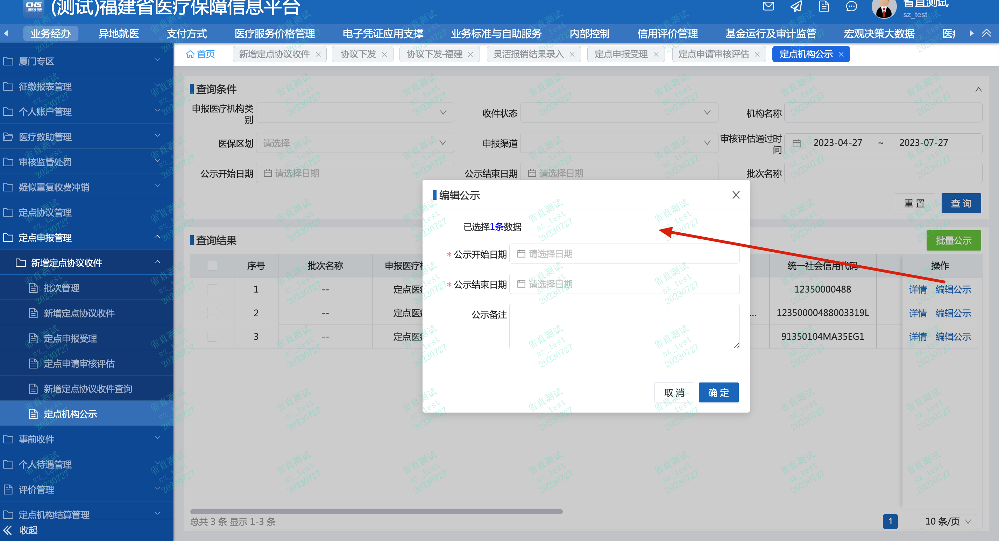 CHS
中国医疗保障
(测试)福建省医疗保障信息平台
省直测试
sz_test
业务经办
异地就医
支付方式
医疗服务价格管理
电子凭证应用支撑
业务标准与自助服务
内部控制
信用评价管理
基金运行及审计监管
宏观决策大数据
首页
新增定点协议收件
协议下发
协议下发-福建
灵活报销结果录入
定点申报受理
定点申请审核评估
定点机构公示
厦门专区
征缴报表管理
个人账户管理
医疗救助管理
审核监管处罚
疑似重复收费冲销
定点协议管理
定点申报管理
新增定点协议收件
批次管理
新增定点协议收件
定点申报受理
定点申请审核评估
新增定点协议收件查询
定点机构公示
事前收件
个人待遇管理
评价管理
定点机构结算管理
收起
查询条件
申报医疗机构类
别
收件状态
机构名称
医保区划
请选择
申报渠道
审核评估通过时
间
2023-04-27 ~ 2023-07-27
公示开始日期
请选择日期
公示结束日期
请选择日期
批次名称
重 置
查 询
查询结果
批量公示
序号 批次名称 申报医疗机 统一社会信用代码 操作
1 -- 定点医疗 12350000488 详情 编辑公示
2 -- 定点医疗 ... 12350000488003319L 详情 编辑公示
3 -- 定点医疗 91350104MA35EG1 详情 编辑公示
总共 3 条 显示 1-3 条
1
10 条/页
编辑公示
已选择1条数据
* 公示开始日期
请选择日期
* 公示结束日期
请选择日期
公示备注
取 消
确 定
省直测试
sz_test
20230727